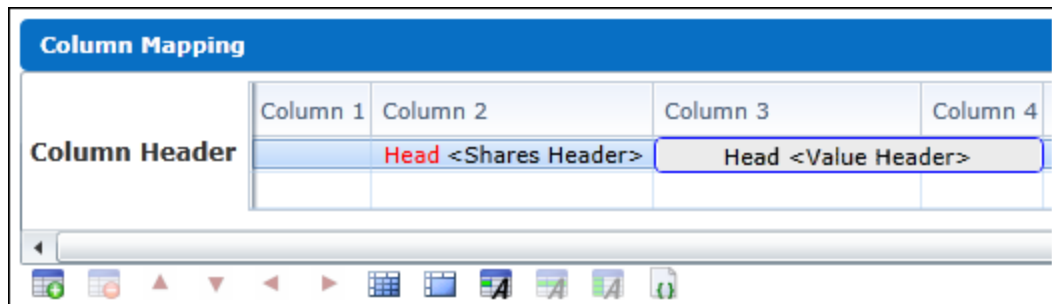 Column Mapping
Column 1 Column 2 Column 3 Column 4
Column Header
Head <Shares Header> Head <Value Header>
A A A
{}